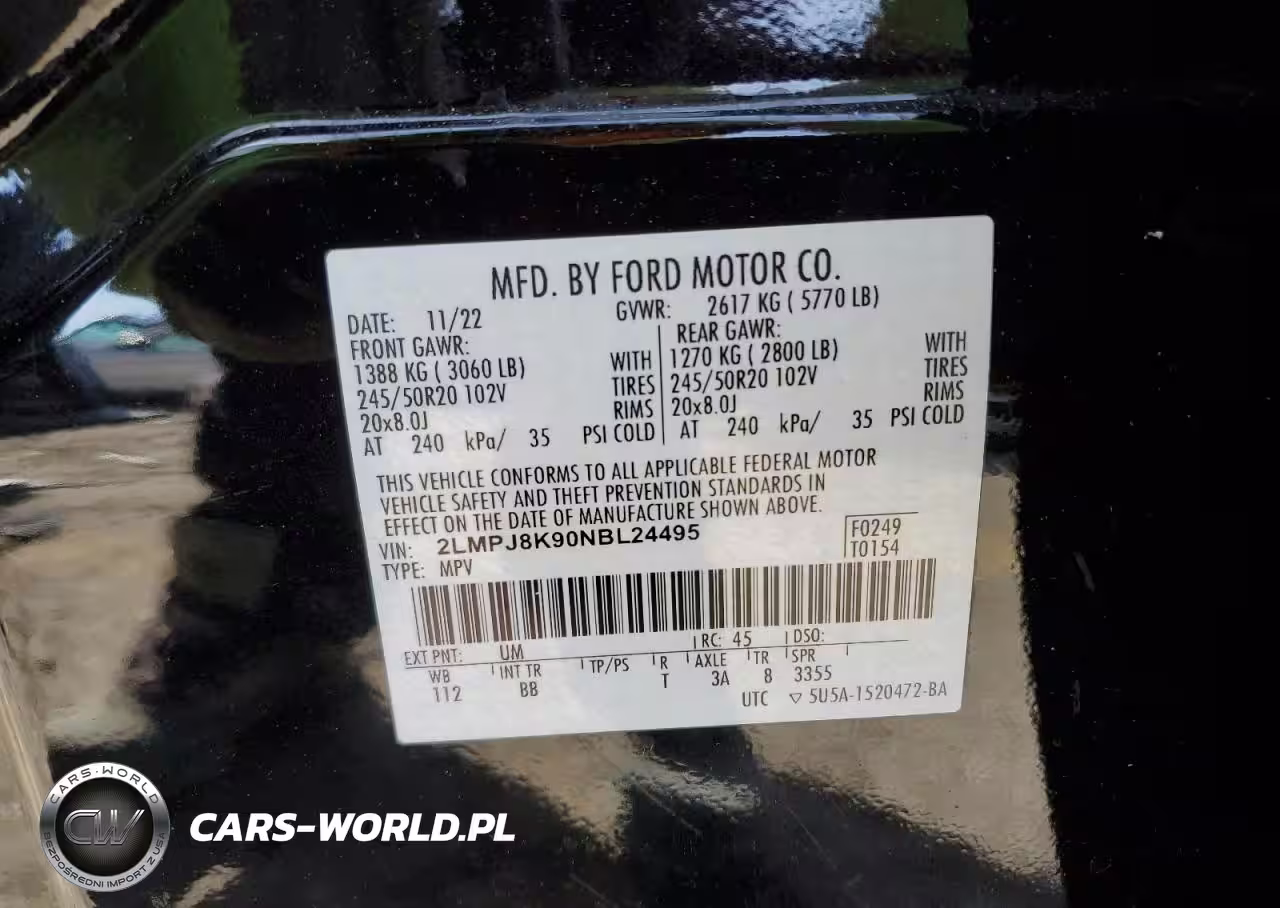 MFD. BY FORD MOTOR CO.
DATE: 11/22 GVWR: 2617 KG ( 5770 LB)
FRONT GAWR: REAR GAWR:
1388 KG ( 3060 LB) WITH 1270 KG ( 2800 LB) WITH
245/50R20 102V TIRES 245/50R20 102V TIRES
20x8.0J RIMS 20x8.0J RIMS
AT 240 kPa/ 35 PSI COLD AT 240 kPa/ 35 PSI COLD
THIS VEHICLE CONFORMS TO ALL APPLICABLE FEDERAL MOTOR
VEHICLE SAFETY AND THEFT PREVENTION STANDARDS IN
EFFECT ON THE DATE OF MANUFACTURE SHOWN ABOVE.
VIN: 2LMPJ8K90NBL24495 F0249
TYPE: MPV T0154
EXT PNT: UM RC: 45 DSO:
WB INT TR TP/PS R AXLE TR SPR
112 BB T 3A 8 3355
UTC ▽ 5U5A-1520472-BA
CARS-WORLD
CW
BEZPOŚREDNI IMPORT Z USA
CARS-WORLD.PL